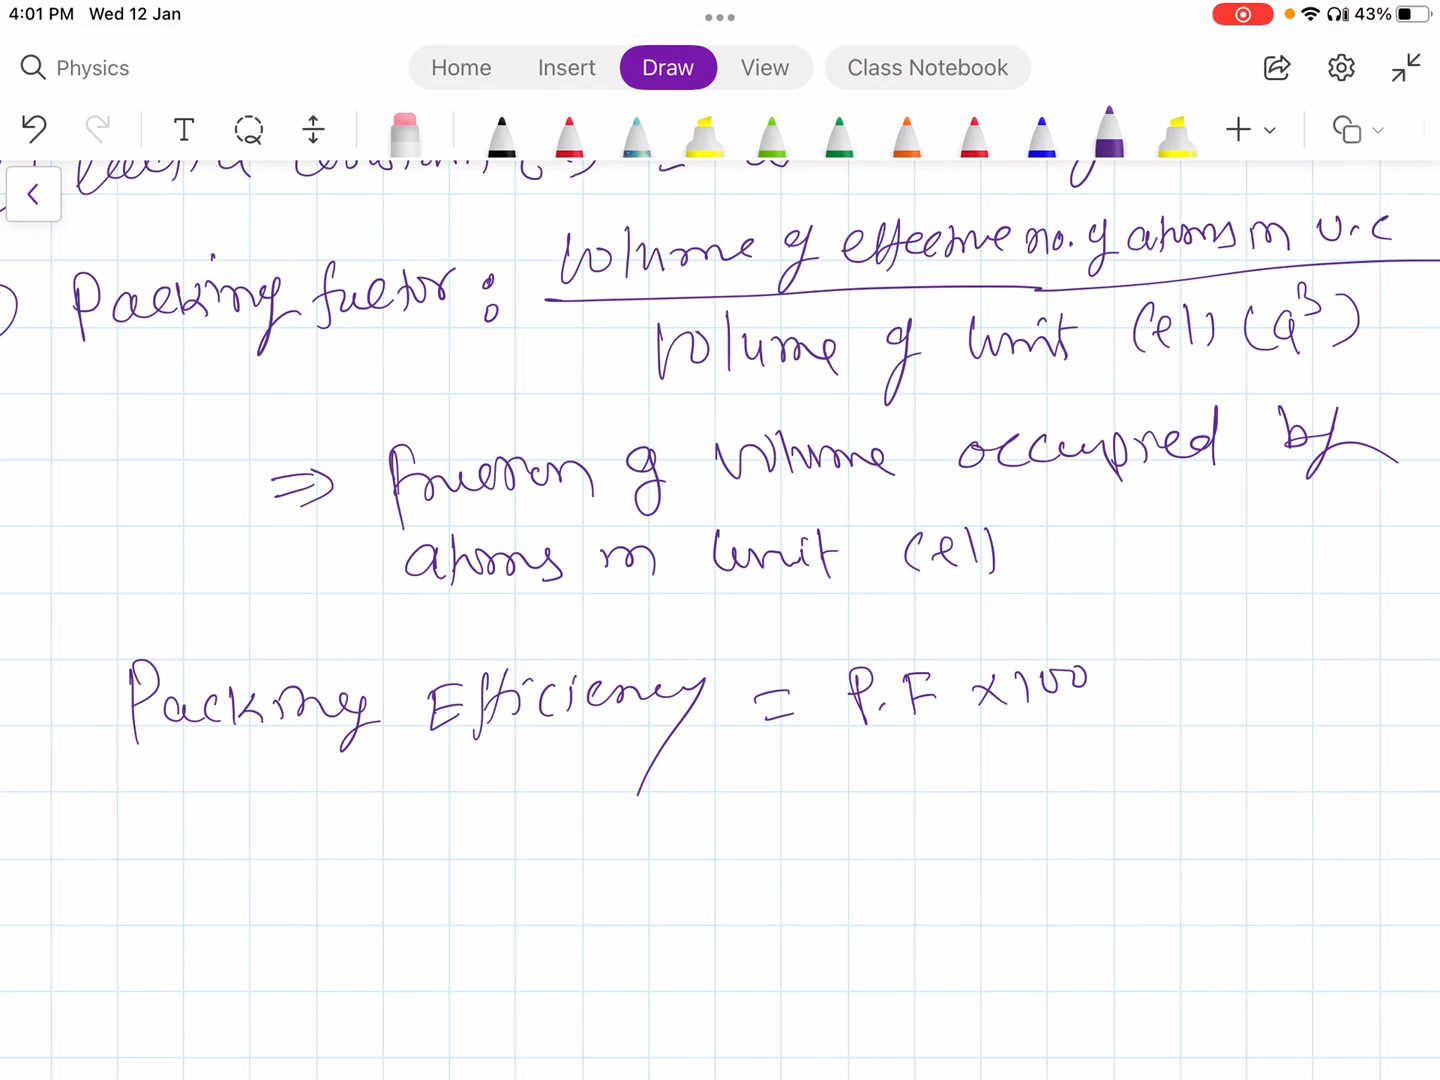 4:01 PM Wed 12 Jan 43%
Physics Home Insert Draw View Class Notebook
T
Volume of effective no. of atoms in U.C
Packing factor :
Volume of unit cell (a³)
⇒ fraction of volume occupied by
atoms in unit cell
Packing Efficiency = P.F × 100